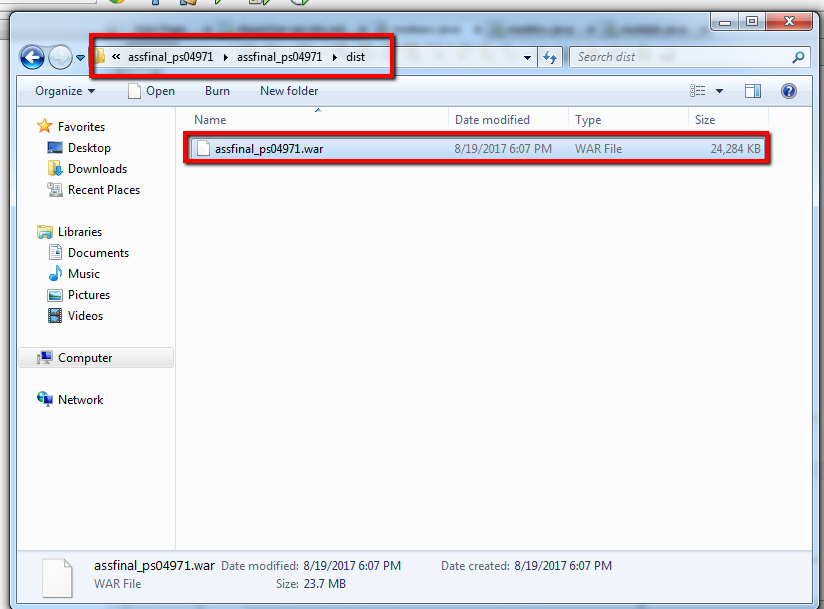 « assfinal_ps04971 ▸ assfinal_ps04971 ▸ dist
Search dist
Organize Open Burn New folder
Name Date modified Type Size
assfinal_ps04971.war 8/19/2017 6:07 PM WAR File 24,284 KB
Favorites
Desktop
Downloads
Recent Places
Libraries
Documents
Music
Pictures
Videos
Computer
Network
assfinal_ps04971.war Date modified: 8/19/2017 6:07 PM Date created: 8/19/2017 6:07 PM
WAR File Size: 23.7 MB